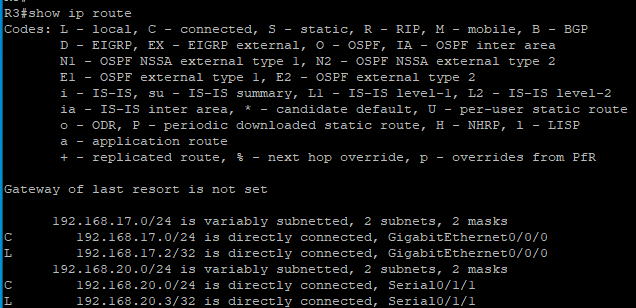 R3#show ip route
Codes: L - local, C - connected, S - static, R - RIP, M - mobile, B - BGP
D - EIGRP, EX - EIGRP external, O - OSPF, IA - OSPF inter area
N1 - OSPF NSSA external type 1, N2 - OSPF NSSA external type 2
E1 - OSPF external type 1, E2 - OSPF external type 2
i - IS-IS, su - IS-IS summary, L1 - IS-IS level-1, L2 - IS-IS level-2
ia - IS-IS inter area, * - candidate default, U - per-user static route
o - ODR, P - periodic downloaded static route, H - NHRP, l - LISP
a - application route
+ - replicated route, % - next hop override, p - overrides from PfR
Gateway of last resort is not set
192.168.17.0/24 is variably subnetted, 2 subnets, 2 masks
C 192.168.17.0/24 is directly connected, GigabitEthernet0/0/0
L 192.168.17.2/32 is directly connected, GigabitEthernet0/0/0
192.168.20.0/24 is variably subnetted, 2 subnets, 2 masks
C 192.168.20.0/24 is directly connected, Serial0/1/1
L 192.168.20.3/32 is directly connected, Serial0/1/1